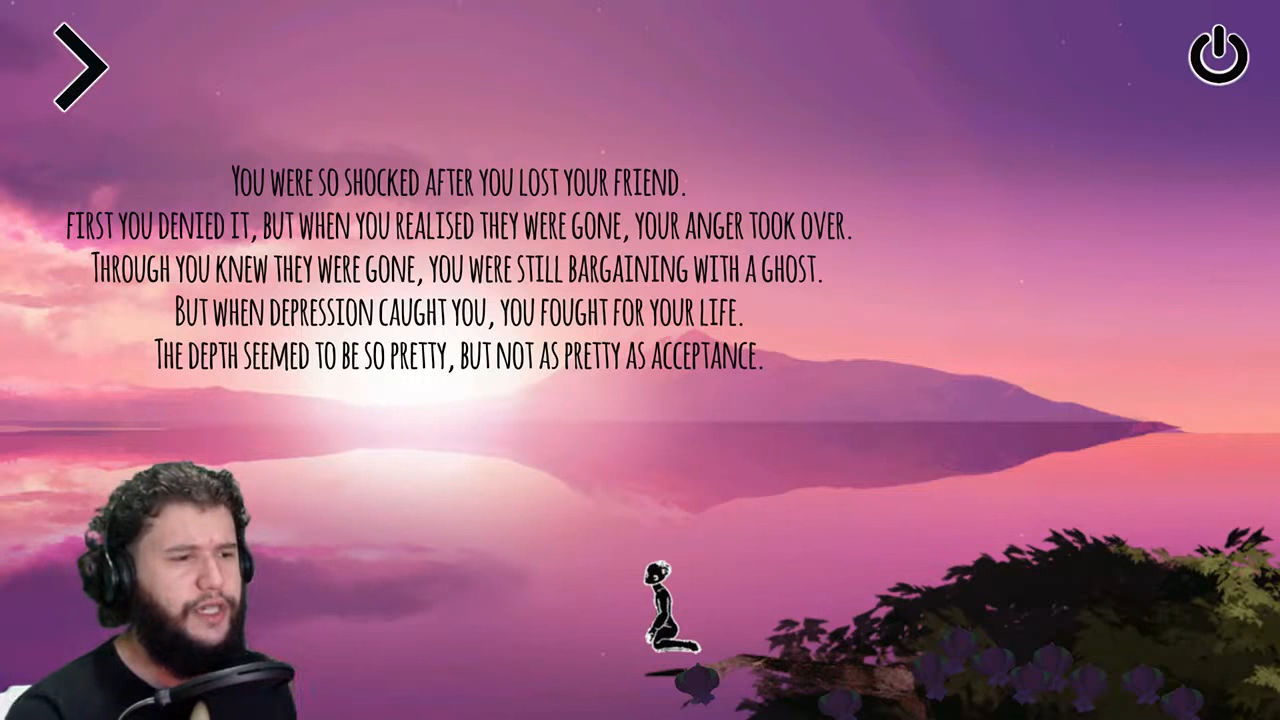 You were so shocked after you lost your friend.
first you denied it, but when you realised they were gone, your anger took over.
Through you knew they were gone, you were still bargaining with a ghost.
But when depression caught you, you fought for your life.
The depth seemed to be so pretty, but not as pretty as acceptance.